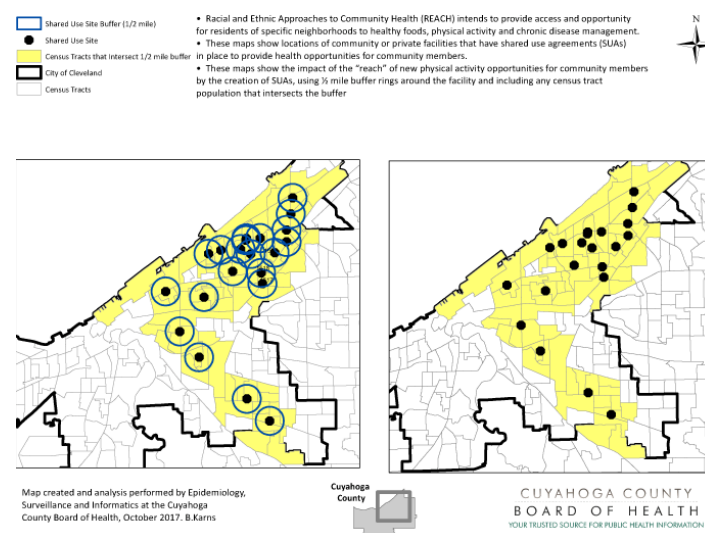 Shared Use Site Buffer (1/2 mile)
Shared Use Site
Census Tracts that intersect 1/2 mile buffer
City of Cleveland
Census Tracts
• Racial and Ethnic Approaches to Community Health (REACH) intends to provide access and opportunity
for residents of specific neighborhoods to healthy foods, physical activity and chronic disease management.
• These maps show locations of community or private facilities that have shared use agreements (SUAs)
in place to provide health opportunities for community members.
• These maps show the impact of the “reach” of new physical activity opportunities for community members
by the creation of SUAs, using ½ mile buffer rings around the facility and including any census tract
population that intersects the buffer
N
Map created and analysis performed by Epidemiology,
Surveillance and Informatics at the Cuyahoga
County Board of Health, October 2017. B.Karns
Cuyahoga
County
CUYAHOGA COUNTY
BOARD OF HEALTH
YOUR TRUSTED SOURCE FOR PUBLIC HEALTH INFORMATION